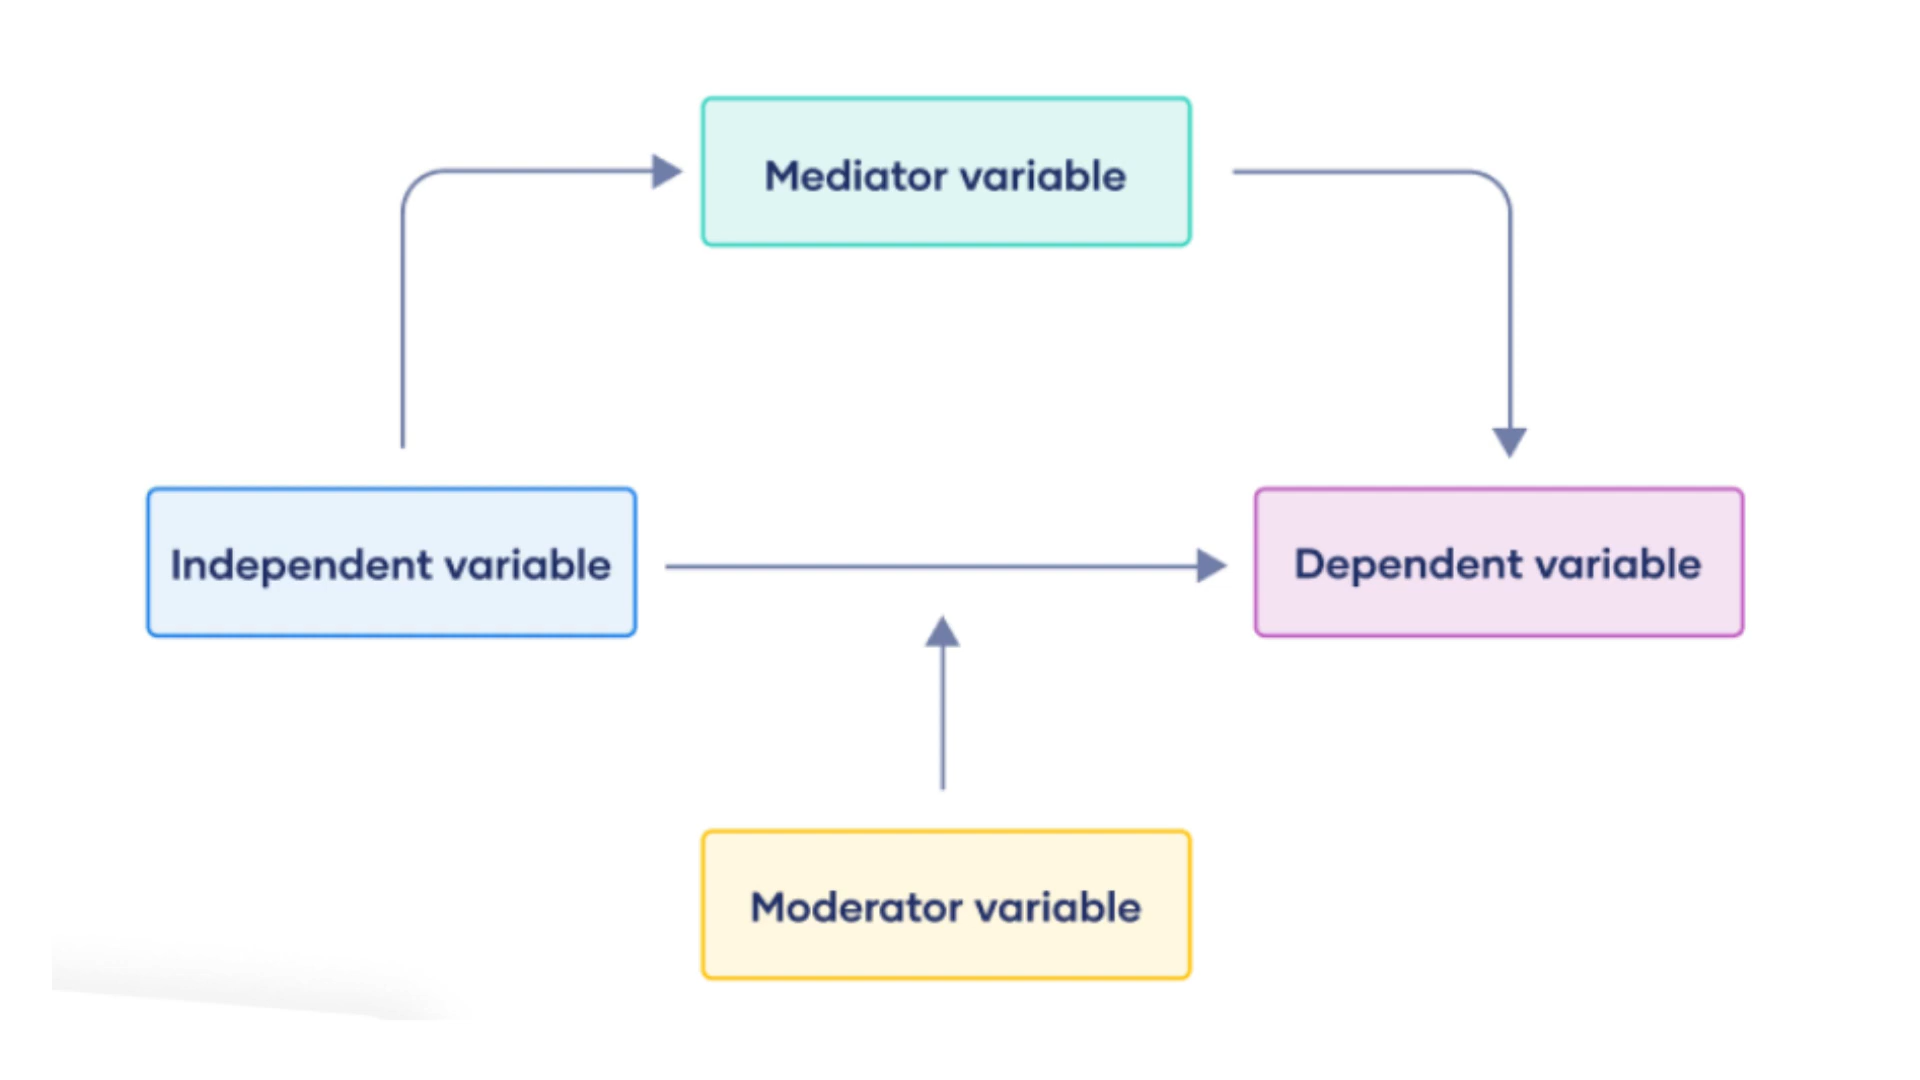 Mediator variable
Independent variable
Dependent variable
Moderator variable